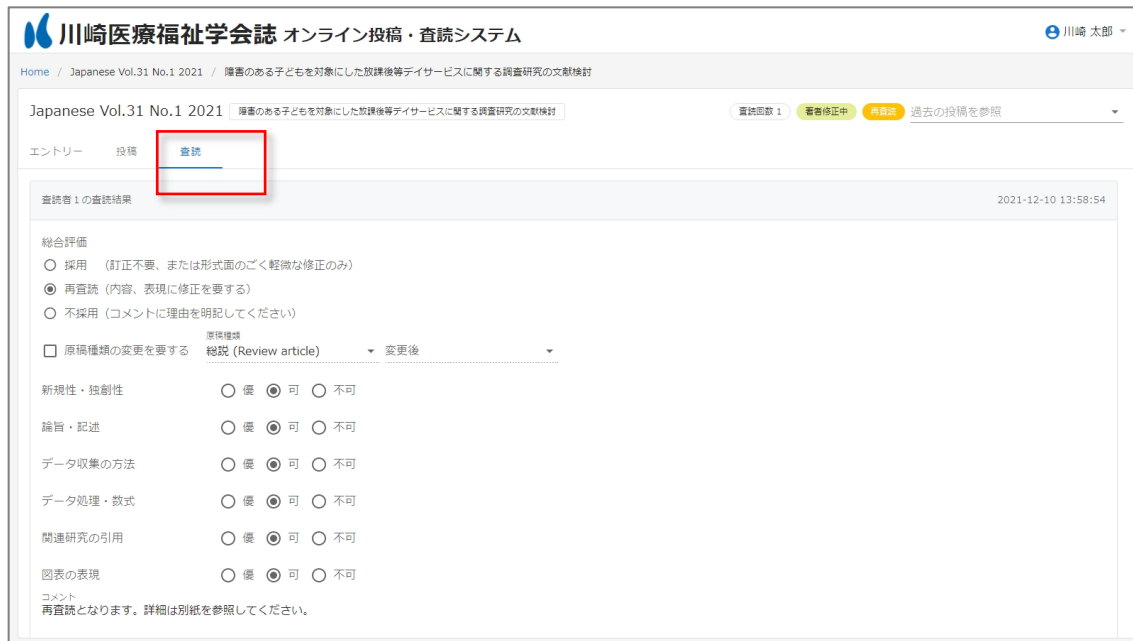 川崎医療福祉学会誌 オンライン投稿・査読システム
川崎 太郎
Home / Japanese Vol.31 No.1 2021 / 障害のある子どもを対象にした放課後等デイサービスに関する調査研究の文献検討
Japanese Vol.31 No.1 2021 障害のある子どもを対象にした放課後等デイサービスに関する調査研究の文献検討 査読回数 1 著者修正中 再査読 過去の投稿を参照
エントリー 投稿 査読
査読者1の査読結果 2021-12-10 13:58:54
総合評価
採用 (訂正不要、または形式面のごく軽微な修正のみ)
再査読 (内容、表現に修正を要する)
不採用 (コメントに理由を明記してください)
原稿種類
原稿種類の変更を要する 総説 (Review article) 変更後
新規性・独創性 優 可 不可
論旨・記述 優 可 不可
データ収集の方法 優 可 不可
データ処理・数式 優 可 不可
関連研究の引用 優 可 不可
図表の表現 優 可 不可
コメント
再査読となります。詳細は別紙を参照してください。